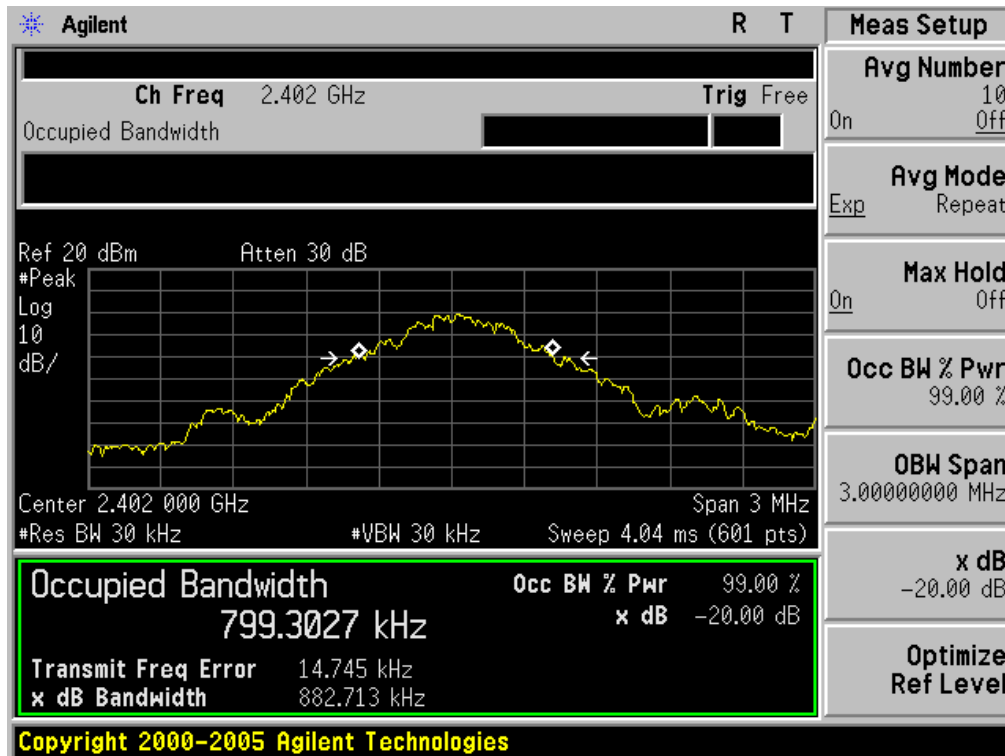 Agilent R T
Ch Freq 2.402 GHz Trig Free
Occupied Bandwidth
Ref 20 dBm Atten 30 dB
#Peak
Log
10
dB/
Center 2.402 000 GHz Span 3 MHz
#Res BW 30 kHz #VBW 30 kHz Sweep 4.04 ms (601 pts)
Occupied Bandwidth Occ BW % Pwr 99.00 %
799.3027 kHz x dB -20.00 dB
Transmit Freq Error 14.745 kHz
x dB Bandwidth 882.713 kHz
Copyright 2000-2005 Agilent Technologies
Meas Setup
Avg Number
10
On Off
Avg Mode
Exp Repeat
Max Hold
On Off
Occ BW % Pwr
99.00 %
OBW Span
3.00000000 MHz
x dB
-20.00 dB
Optimize
Ref Level